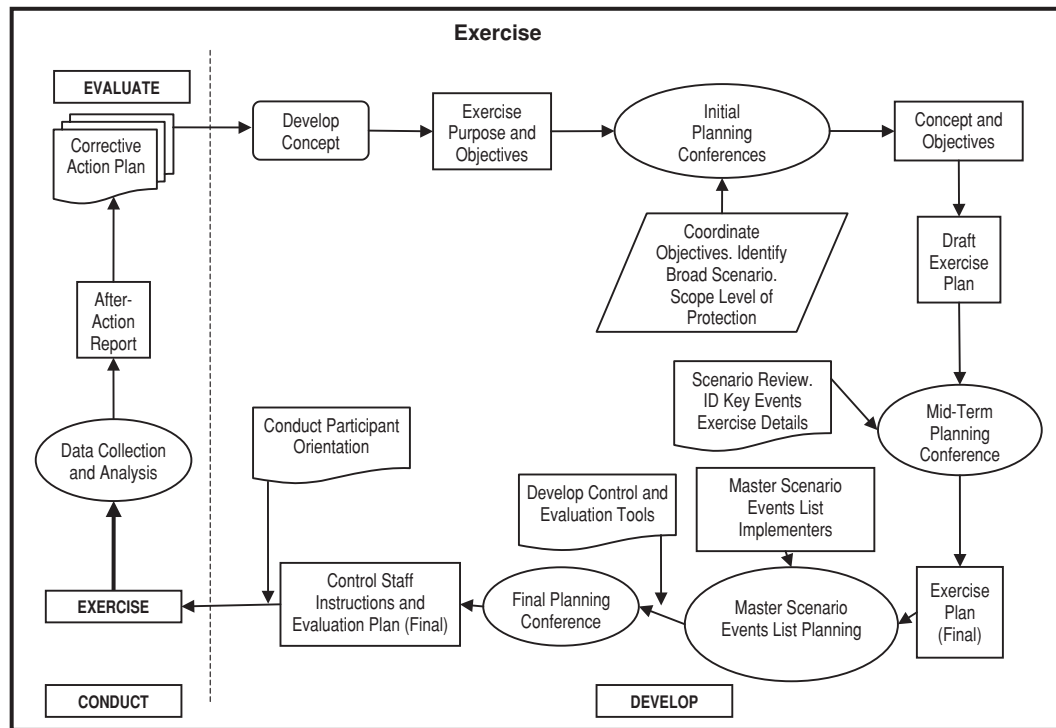 Exercise
EVALUATE
Corrective
Action Plan
Develop
Concept
Exercise
Purpose and
Objectives
Initial
Planning
Conferences
Concept and
Objectives
Coordinate
Objectives. Identify
Broad Scenario.
Scope Level of
Protection
Draft
Exercise
Plan
After-
Action
Report
Scenario Review.
ID Key Events
Exercise Details
Mid-Term
Planning
Conference
Conduct Participant
Orientation
Data Collection
and Analysis
Develop Control and
Evaluation Tools
Master Scenario
Events List
Implementers
EXERCISE
Control Staff
Instructions and
Evaluation Plan (Final)
Final Planning
Conference
Master Scenario
Events List Planning
Exercise
Plan
(Final)
CONDUCT
DEVELOP